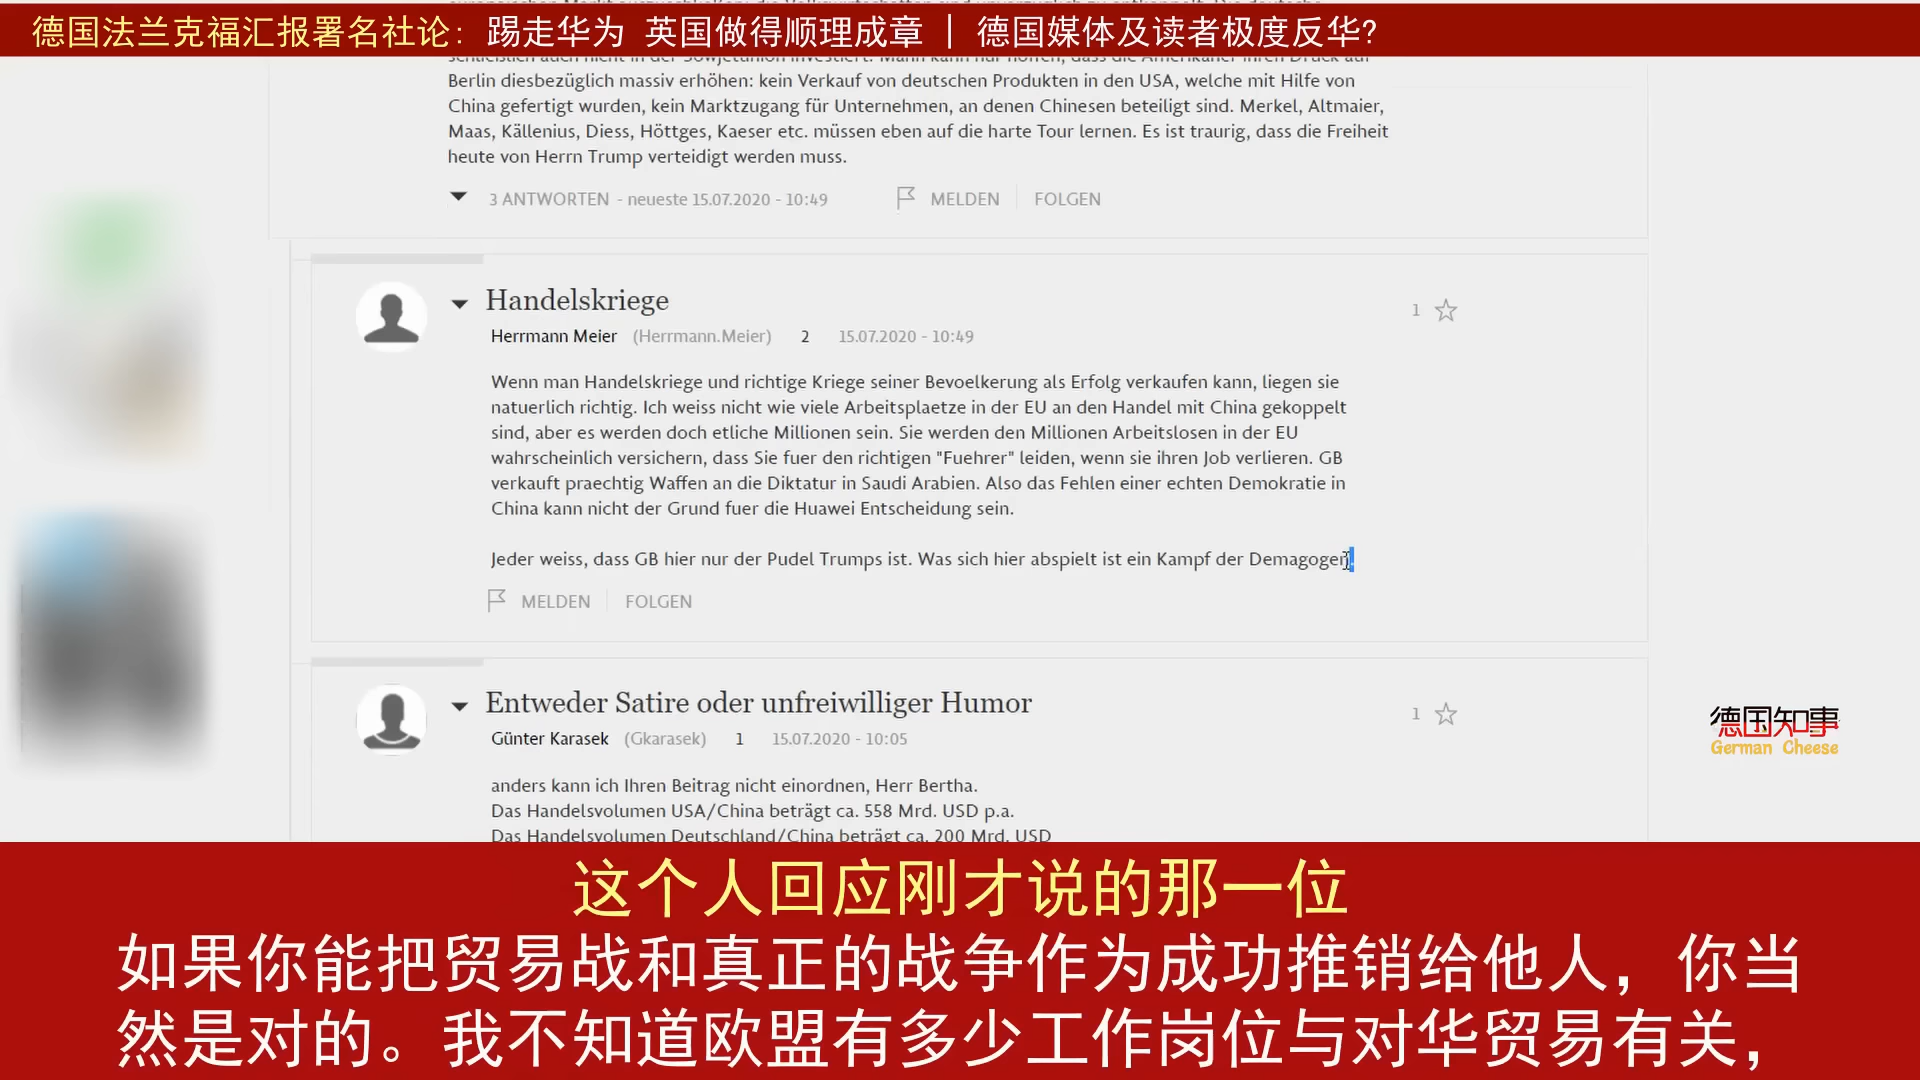 德国法兰克福汇报署名社论：踢走华为 英国做得顺理成章 | 德国媒体及读者极度反华?
schließlich auch nicht in der Sowjetunion investiert. Mann kann nur hoffen, dass die Amerikaner ihren Druck auf
Berlin diesbezüglich massiv erhöhen: kein Verkauf von deutschen Produkten in den USA, welche mit Hilfe von
China gefertigt wurden, kein Marktzugang für Unternehmen, an denen Chinesen beteiligt sind. Merkel, Altmaier,
Maas, Källenius, Diess, Höttges, Kaeser etc. müssen eben auf die harte Tour lernen. Es ist traurig, dass die Freiheit
heute von Herrn Trump verteidigt werden muss.
3 ANTWORTEN - neueste 15.07.2020 - 10:49 MELDEN FOLGEN
Handelskriege 1
Herrmann Meier (Herrmann.Meier) 2 15.07.2020 - 10:49
Wenn man Handelskriege und richtige Kriege seiner Bevoelkerung als Erfolg verkaufen kann, liegen sie
natuerlich richtig. Ich weiss nicht wie viele Arbeitsplaetze in der EU an den Handel mit China gekoppelt
sind, aber es werden doch etliche Millionen sein. Sie werden den Millionen Arbeitslosen in der EU
wahrscheinlich versichern, dass Sie fuer den richtigen "Fuehrer" leiden, wenn sie ihren Job verlieren. GB
verkauft praechtig Waffen an die Diktatur in Saudi Arabien. Also das Fehlen einer echten Demokratie in
China kann nicht der Grund fuer die Huawei Entscheidung sein.
Jeder weiss, dass GB hier nur der Pudel Trumps ist. Was sich hier abspielt ist ein Kampf der Demagogen.
MELDEN FOLGEN
Entweder Satire oder unfreiwilliger Humor 1
Günter Karasek (Gkarasek) 1 15.07.2020 - 10:05
anders kann ich Ihren Beitrag nicht einordnen, Herr Bertha.
Das Handelsvolumen USA/China beträgt ca. 558 Mrd. USD p.a.
Das Handelsvolumen Deutschland/China beträgt ca. 200 Mrd. USD
德国知事
German Cheese
这个人回应刚才说的那一位
如果你能把贸易战和真正的战争作为成功推销给他人，你当
然是对的。我不知道欧盟有多少工作岗位与对华贸易有关，